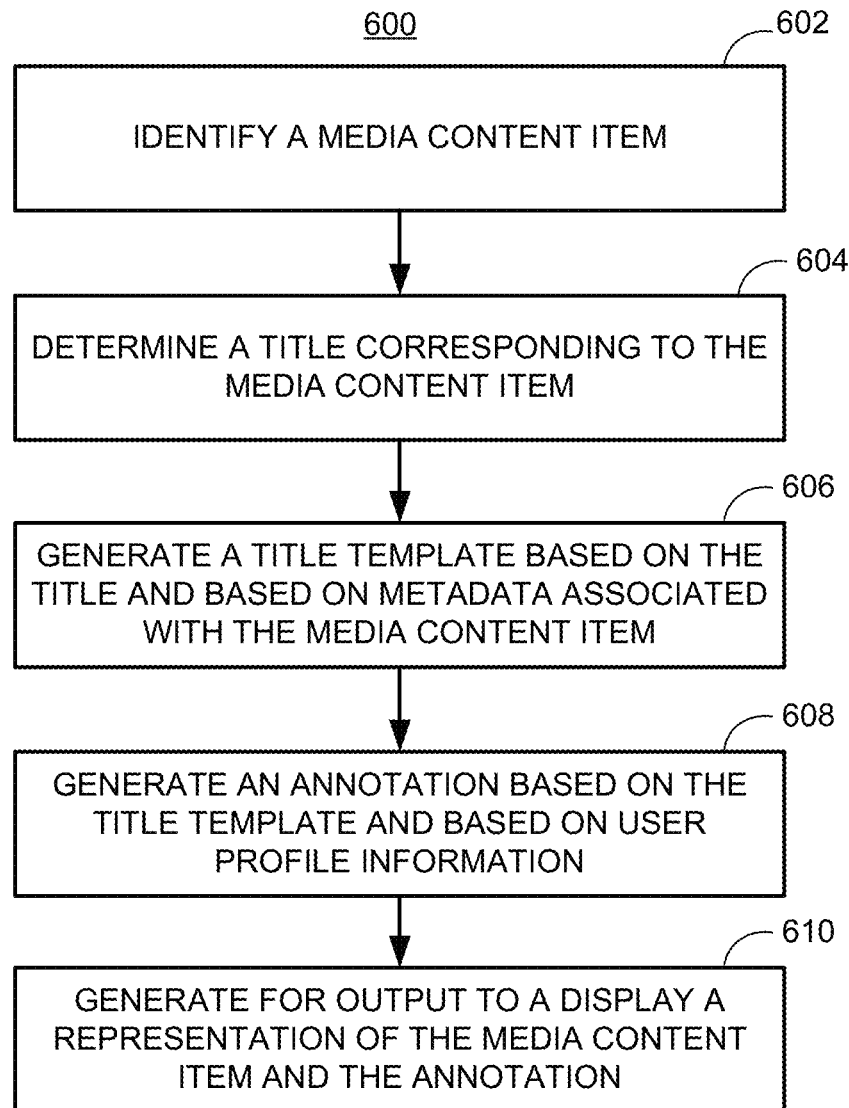 600
602
IDENTIFY A MEDIA CONTENT ITEM
604
DETERMINE A TITLE CORRESPONDING TO THE
MEDIA CONTENT ITEM
606
GENERATE A TITLE TEMPLATE BASED ON THE
TITLE AND BASED ON METADATA ASSOCIATED
WITH THE MEDIA CONTENT ITEM
608
GENERATE AN ANNOTATION BASED ON THE
TITLE TEMPLATE AND BASED ON USER
PROFILE INFORMATION
610
GENERATE FOR OUTPUT TO A DISPLAY A
REPRESENTATION OF THE MEDIA CONTENT
ITEM AND THE ANNOTATION